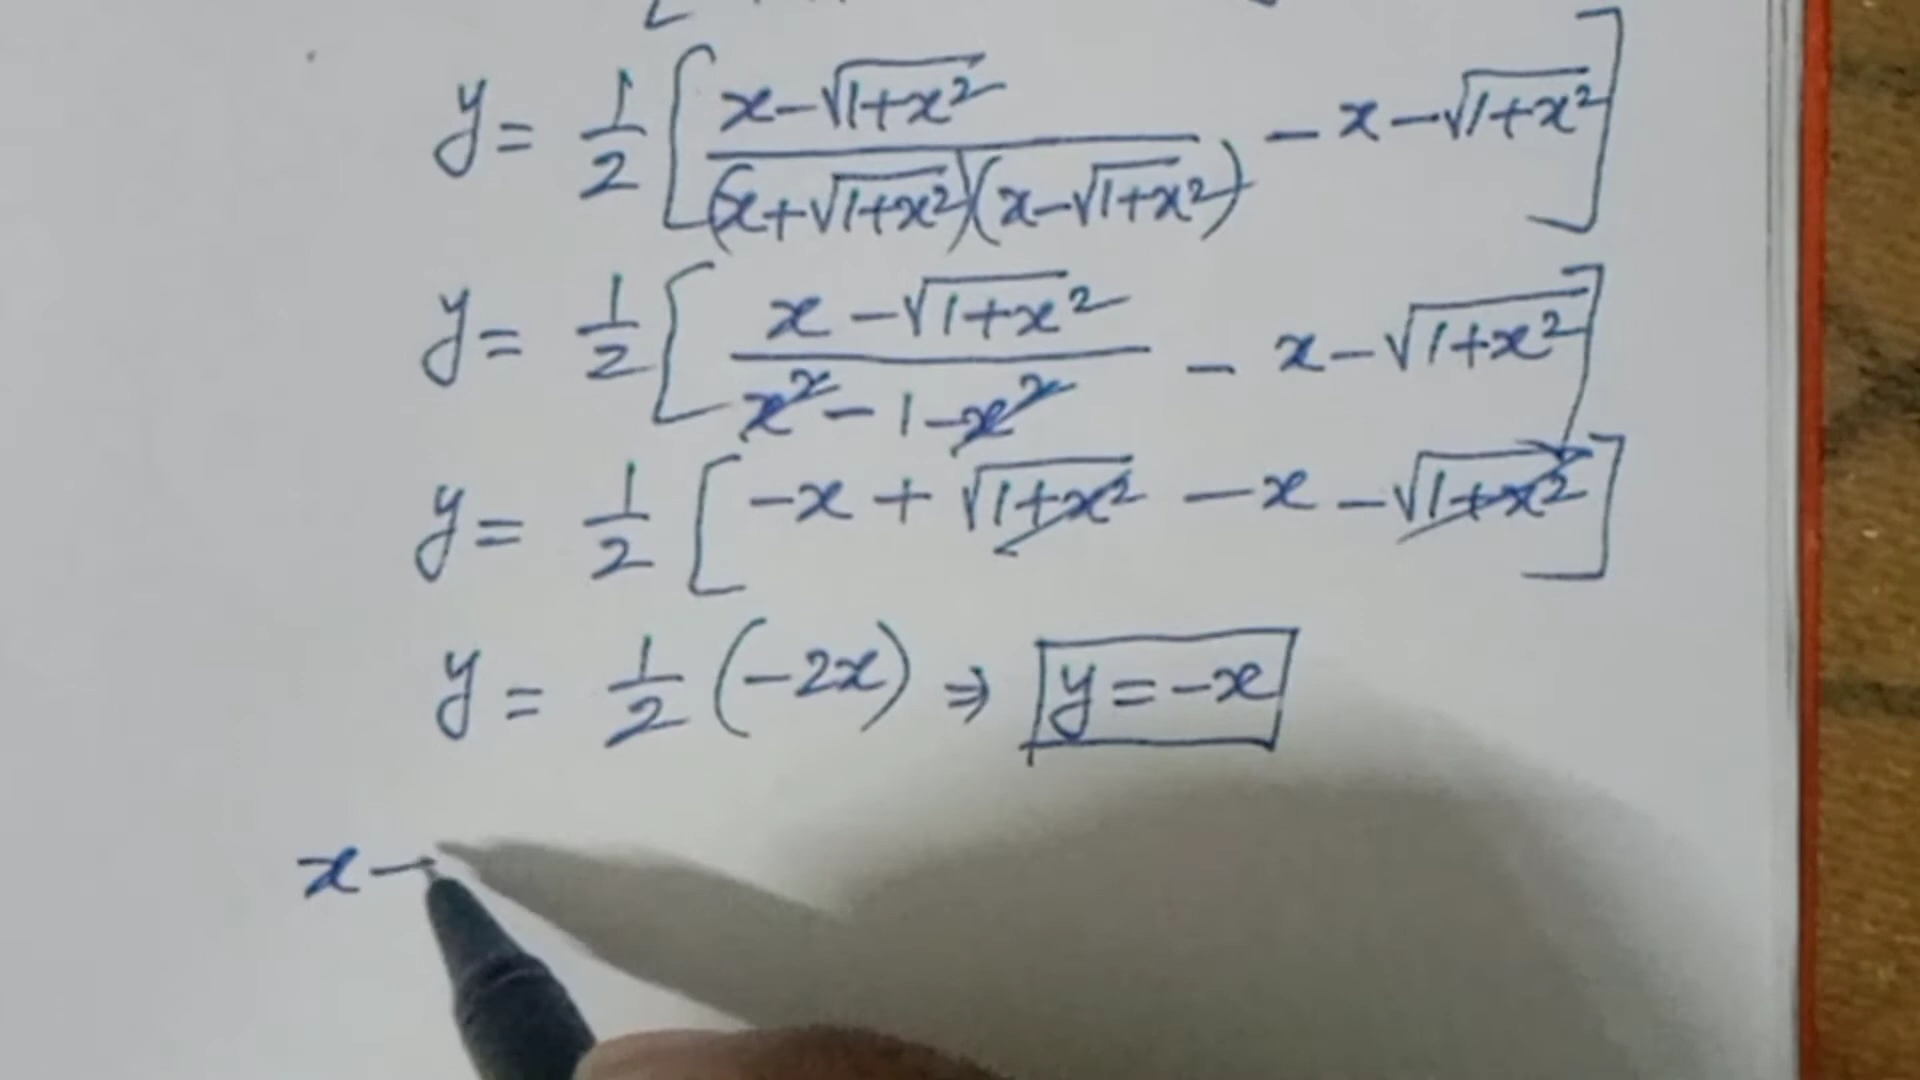 y = 1/2 [ (x-√(1+x²)) / ((x+√(1+x²))(x-√(1+x²))) - x-√(1+x²) ]
y = 1/2 [ (x-√(1+x²)) / (x²-1-x²) - x-√(1+x²) ]
y = 1/2 [ -x + √(1+x²) - x - √(1+x²) ]
y = 1/2 (-2x) ⇒ y = -x
x -